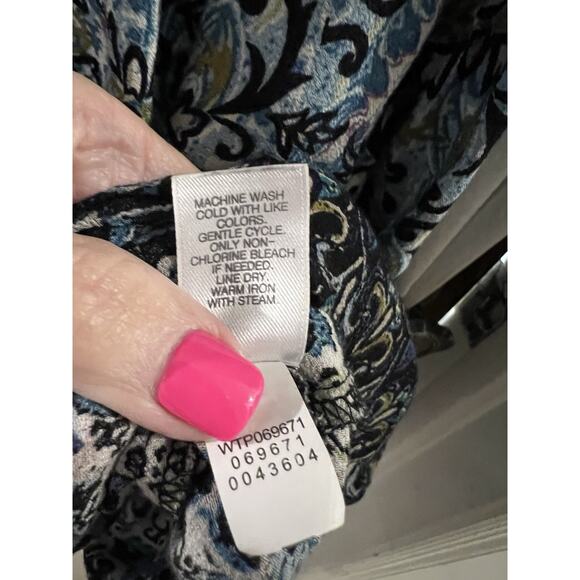 MACHINE WASH
COLD WITH LIKE
COLORS.
GENTLE CYCLE.
ONLY NON-
CHLORINE BLEACH
IF NEEDED.
LINE DRY.
WARM IRON
WITH STEAM
WTP069671
069671
0043604